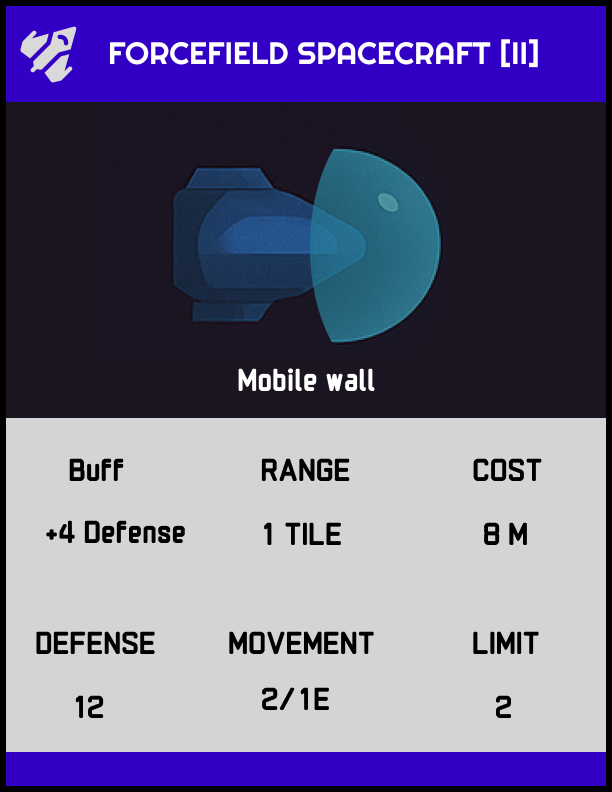 FORCEFIELD SPACECRAFT [II]
Mobile wall
Buff RANGE COST
+4 Defense 1 TILE 8 M
DEFENSE MOVEMENT LIMIT
12 2/1E 2